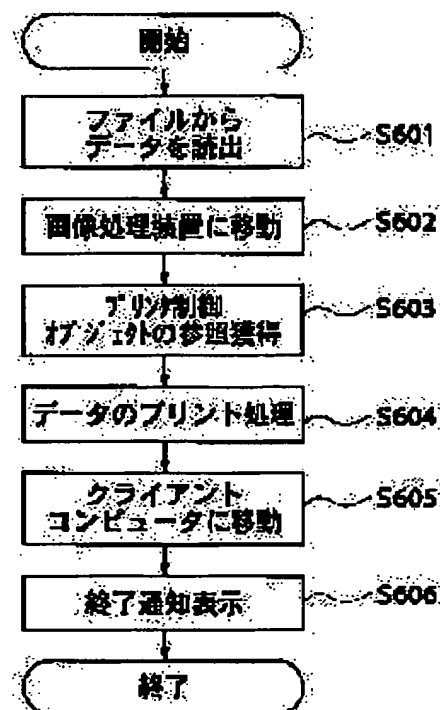 開始
ファイルから
データを読出
S601
画像処理装置に移動
S602
プリント制御
オブジェクトの参照獲得
S603
データのプリント処理
S604
クライアント
コンピュータに移動
S605
終了通知表示
S606
終了